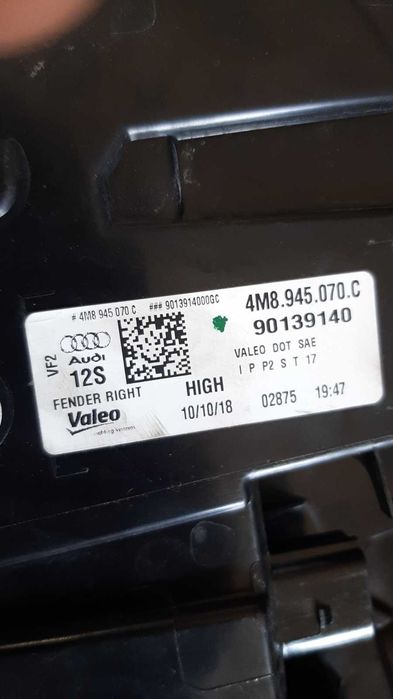 # 4M8.945.070 C ### 9013914000GC
4M8.945.070.C
90139140
VF2
Audi
12S
VALEO DOT SAE
I P P2 S T 17
FENDER RIGHT
HIGH
Valeo
10/10/18 02875 19:47